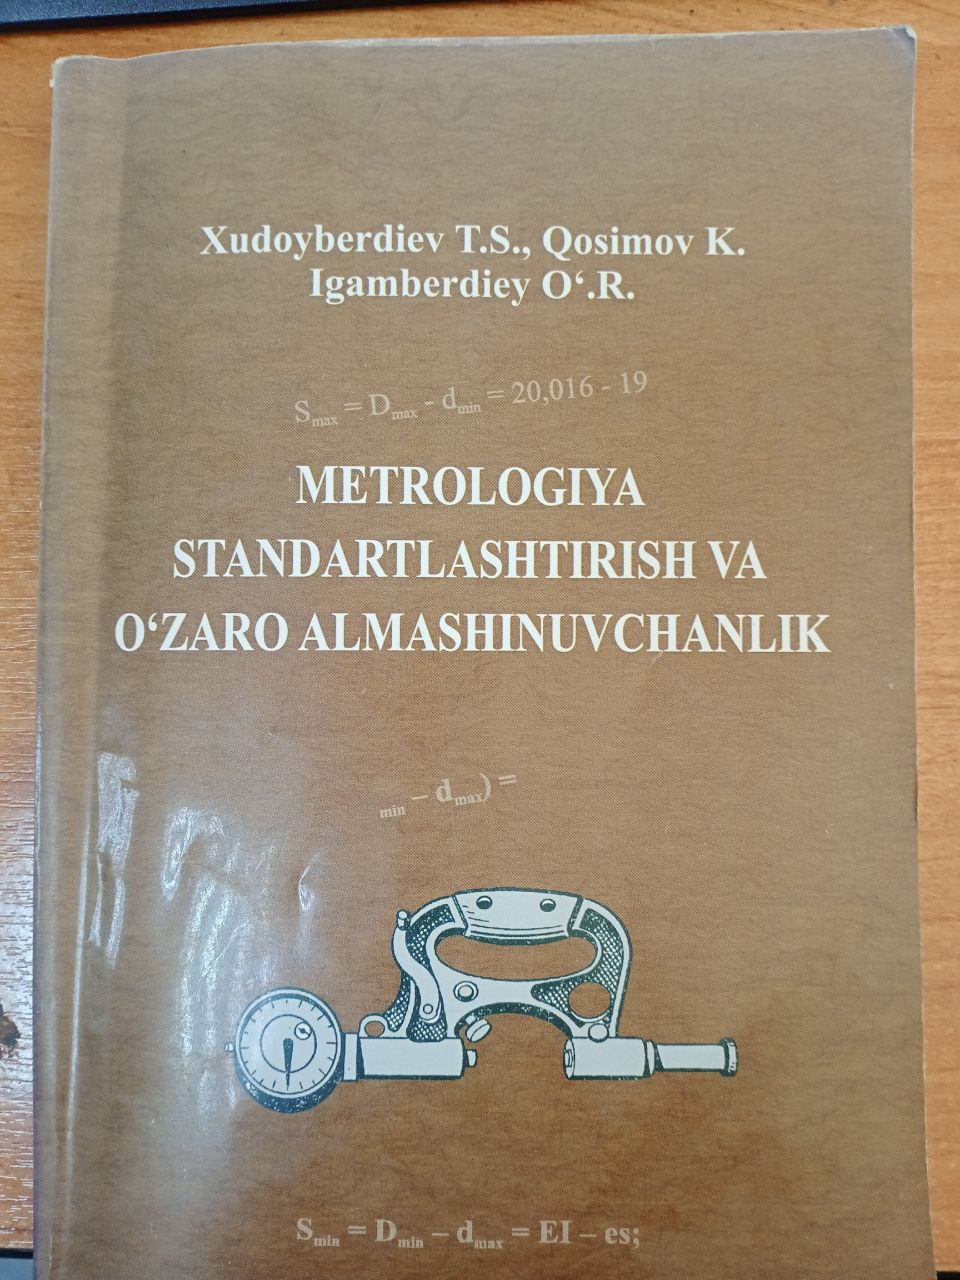 Xudoyberdiev T.S., Qosimov K.
Igamberdiey O‘.R.
Smax = Dmax - dmin = 20,016 - 19
METROLOGIYA
STANDARTLASHTIRISH VA
O‘ZARO ALMASHINUVCHANLIK
min – dmax) =
Smin = Dmin – dmax = EI – es;